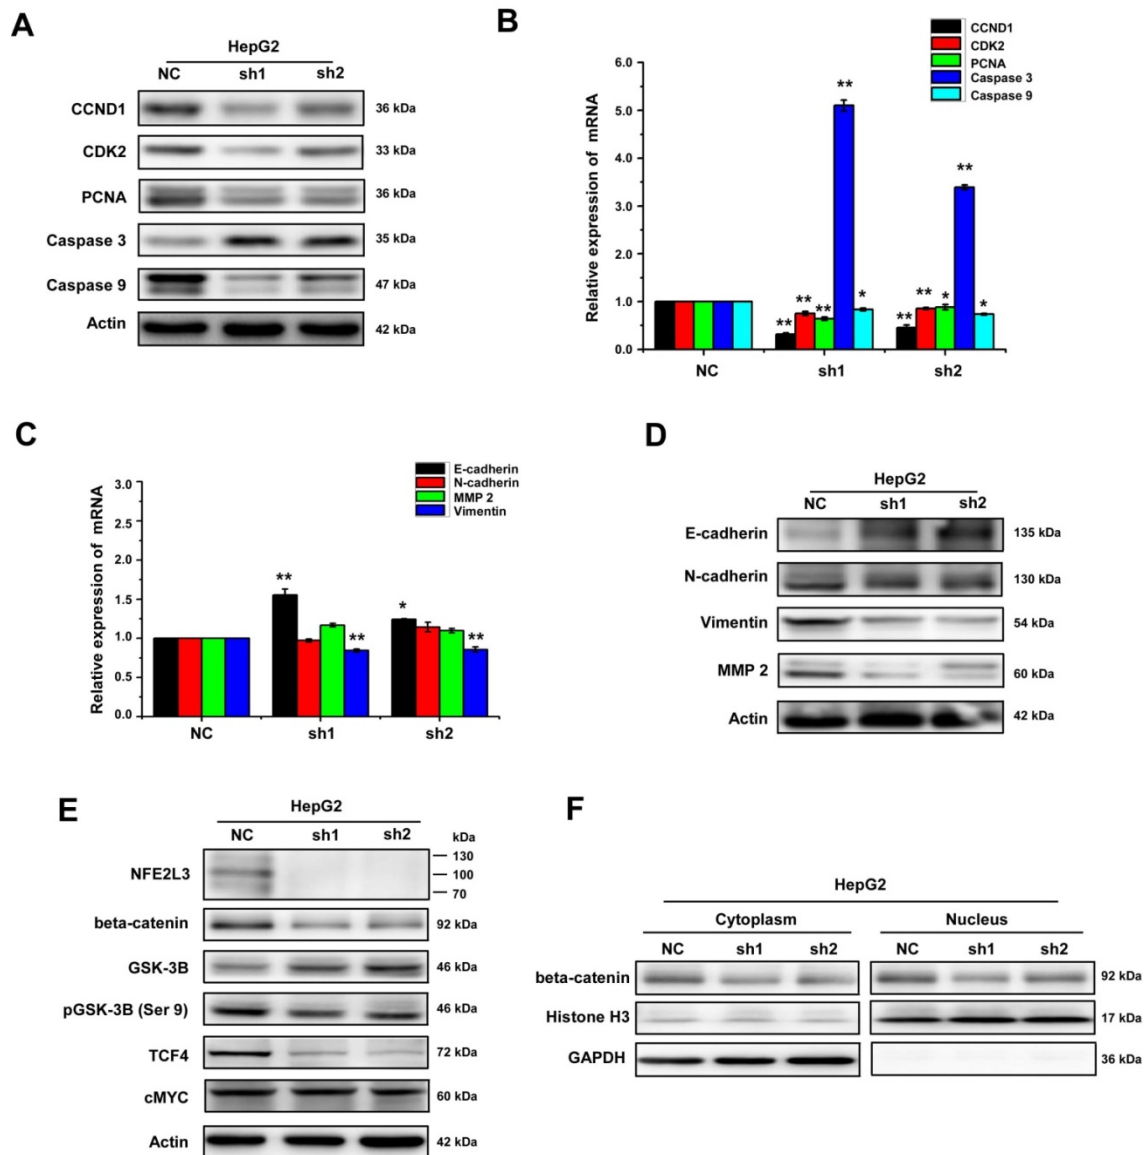 A
HepG2
NC sh1 sh2
CCND1 36 kDa
CDK2 33 kDa
PCNA 36 kDa
Caspase 3 35 kDa
Caspase 9 47 kDa
Actin 42 kDa
B
CCND1
CDK2
PCNA
Caspase 3
Caspase 9
Relative expression of mRNA
6.0
5.0
4.0
3.0
2.0
1.0
0.0
** ** ** ** *
** ** * ** *
NC sh1 sh2
C
E-cadherin
N-cadherin
MMP 2
Vimentin
Relative expression of mRNA
3.0
2.5
2.0
1.5
1.0
0.5
0.0
** **
* **
NC sh1 sh2
D
HepG2
NC sh1 sh2
E-cadherin 135 kDa
N-cadherin 130 kDa
Vimentin 54 kDa
MMP 2 60 kDa
Actin 42 kDa
E
HepG2
NC sh1 sh2 kDa
130
NFE2L3 100
70
beta-catenin 92 kDa
GSK-3B 46 kDa
pGSK-3B (Ser 9) 46 kDa
TCF4 72 kDa
cMYC 60 kDa
Actin 42 kDa
F
HepG2
Cytoplasm Nucleus
NC sh1 sh2 NC sh1 sh2
beta-catenin 92 kDa
Histone H3 17 kDa
GAPDH 36 kDa